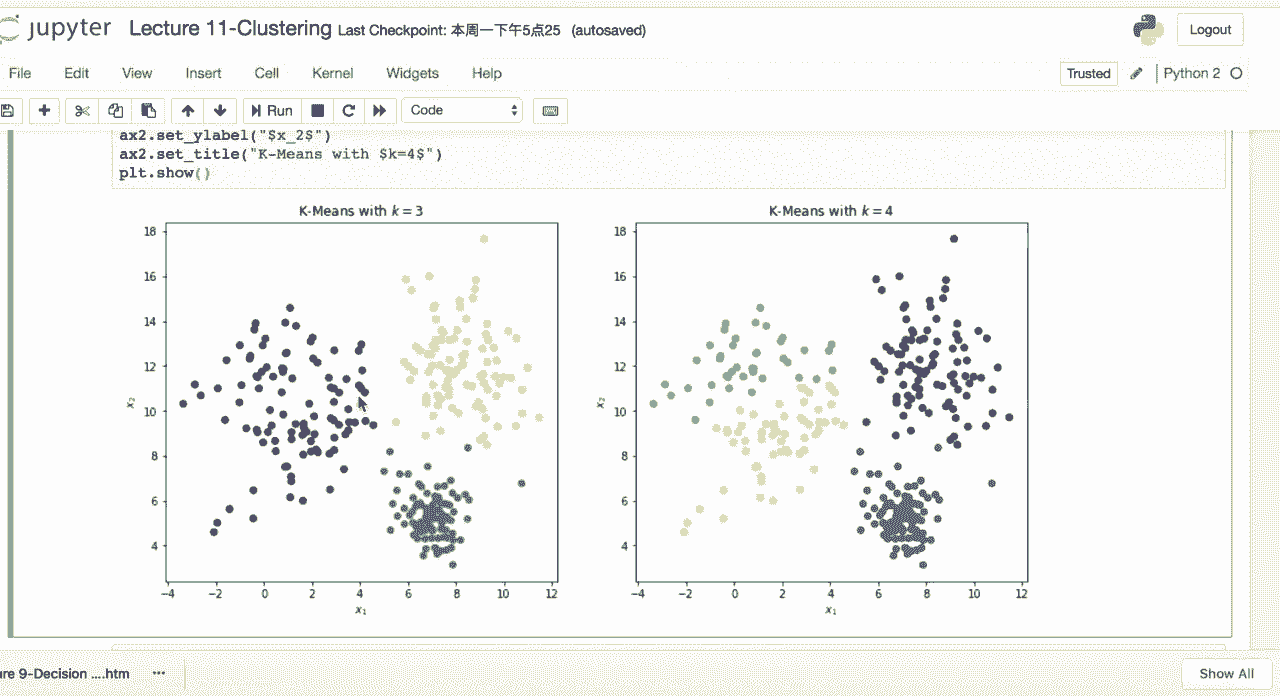 jupyter Lecture 11-Clustering Last Checkpoint: 本周一下午5点25 (autosaved) Logout
File Edit View Insert Cell Kernel Widgets Help Trusted Python 2
Run Code
ax2.set_ylabel("$x_2$")
ax2.set_title("K-Means with $k=4$")
plt.show()
K-Means with k = 3
18
16
14
12
10
8
6
4
x2
−4 −2 0 2 4 6 8 10 12
x1
K-Means with k = 4
18
16
14
12
10
8
6
4
x2
−4 −2 0 2 4 6 8 10 12
x1
re 9-Decision ....htm Show All